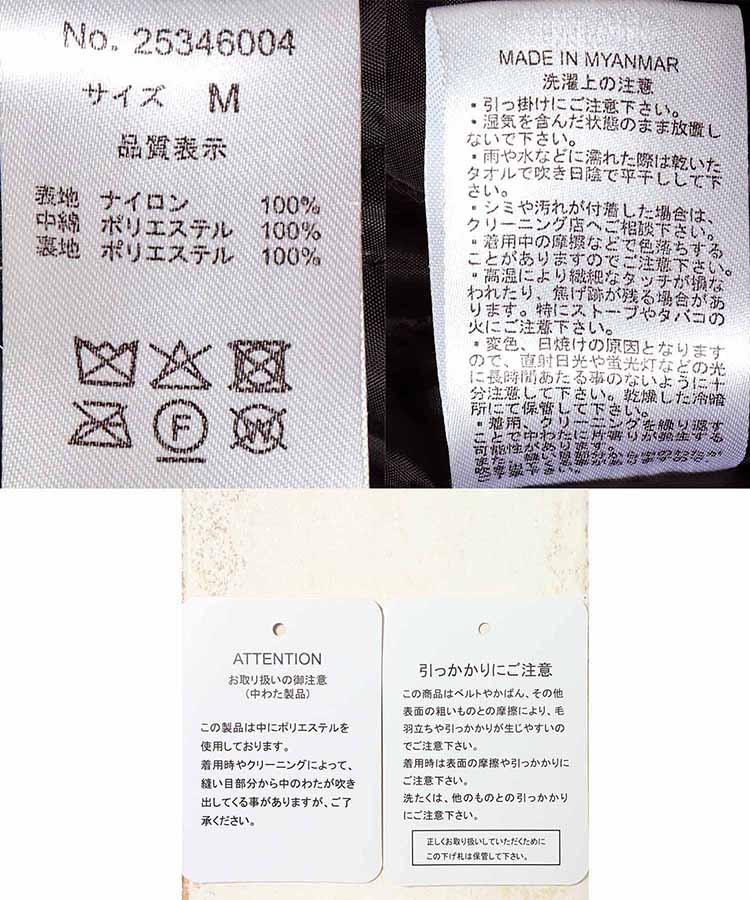 No. 25346004
サイズ M
品質表示
表地 ナイロン 100%
中綿 ポリエステル 100%
裏地 ポリエステル 100%
F
W
MADE IN MYANMAR
洗濯上の注意
・引っ掛けにご注意下さい。
・湿気を含んだ状態のまま放置し
ないで下さい。
・雨や水などに濡れた際は乾いた
タオルで吹き日陰で平干しして下
さい。
・シミや汚れが付着した場合は、
クリーニング店へご相談下さい。
・着用中の摩擦などで色落ちする
ことがありますのでご注意下さい。
・高温により繊細なタッチが損な
われたり、焦げ跡が残る場合があ
ります。特にストーブやタバコの
火にご注意下さい。
・変色、日焼けの原因となります
ので、直射日光や蛍光灯などの光
に長時間あたる事のないように十
分注意して下さい。乾燥した冷暗
所にて保管して下さい。
・着用、クリーニングを繰り返す
ことで中わたに片寄りが発生する
可能性があります。
ATTENTION
お取り扱いの御注意
(中わた製品)
この製品は中にポリエステルを
使用しております。
着用時やクリーニングによって、
縫い目部分から中のわたが吹き
出してくる事がありますが、ご了
承ください。
引っかかりにご注意
この商品はベルトやかばん、その他
表面の粗いものとの摩擦により、毛
羽立ちや引っかかりが生じやすいの
でご注意下さい。
着用時は表面の摩擦や引っかかりに
ご注意下さい。
洗たくは、他のものとの引っかかり
にご注意下さい。
正しくお取り扱いしていただくために
この下げ札は保管して下さい。